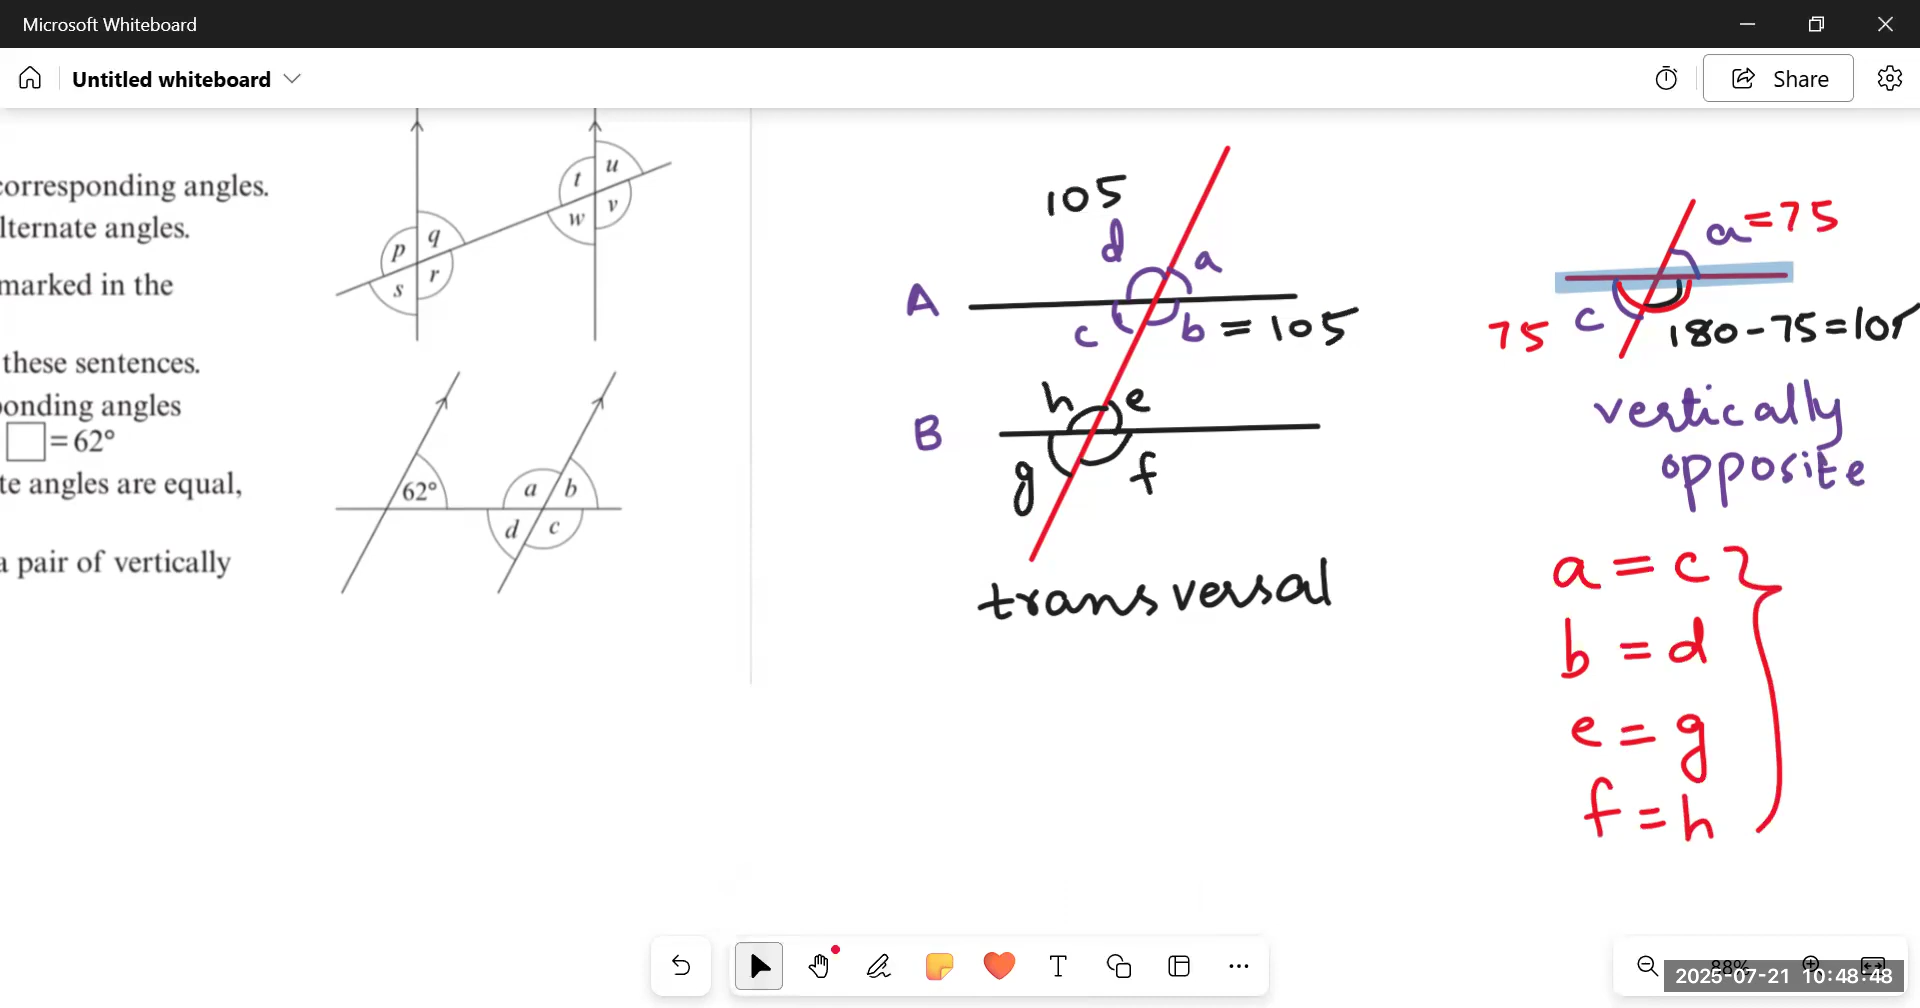 Microsoft Whiteboard
Untitled whiteboard
Share
corresponding angles.
lternate angles.
marked in the
these sentences.
onding angles
= 62°
te angles are equal,
a pair of vertically
t u
w v
p q
s r
62° a b
d c
105
d a
A
c b = 105
h e
B
g f
transversal
a = 75
75 c 180 - 75 = 105
vertically
opposite
a = c
b = d
e = g
f = h
88%
2025-07-21 10:48:48